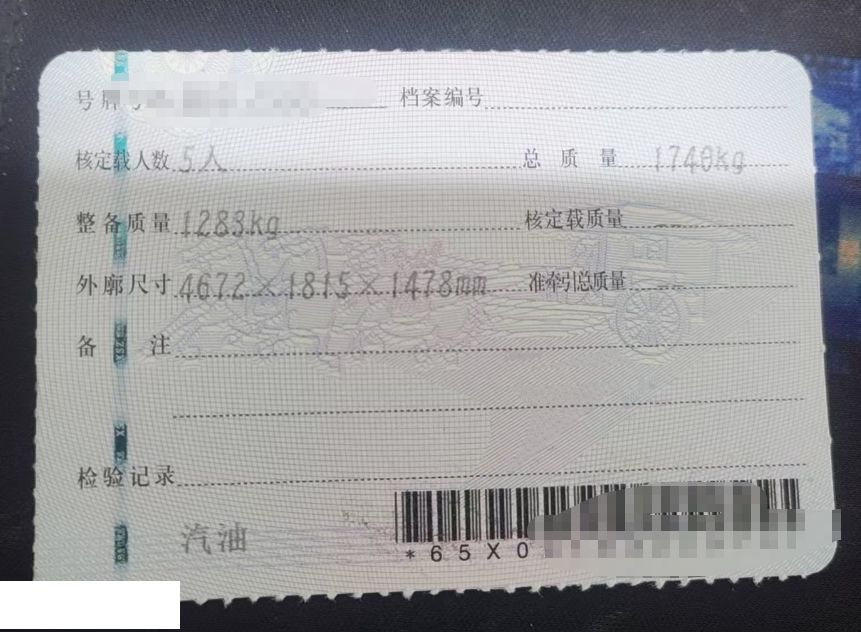 号牌号 档案编号
核定载人数 5人 总质量 1740kg
整备质量 1283kg 核定载质量 --
外廓尺寸 4672×1815×1478mm 准牵引总质量 --
备注
检验记录
汽油
*65X0